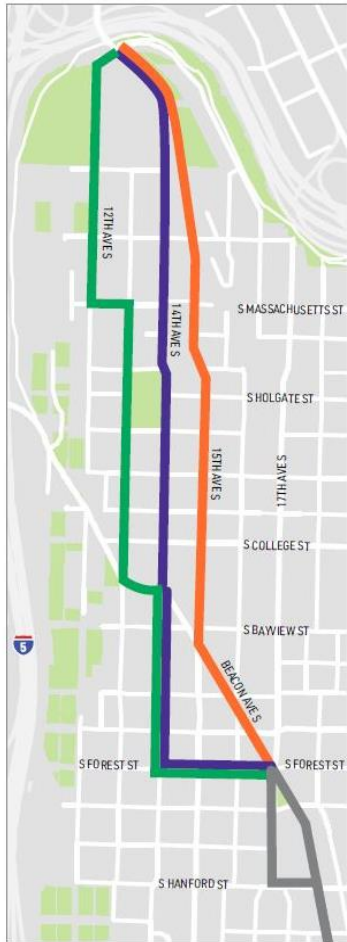 12TH AVE S
S MASSACHUSETTS ST
14TH AVE S
S HOLGATE ST
15TH AVE S
17TH AVE S
S COLLEGE ST
S BAYVIEW ST
5
BEACON AVE S
S FOREST ST
S FOREST ST
S HANFORD ST